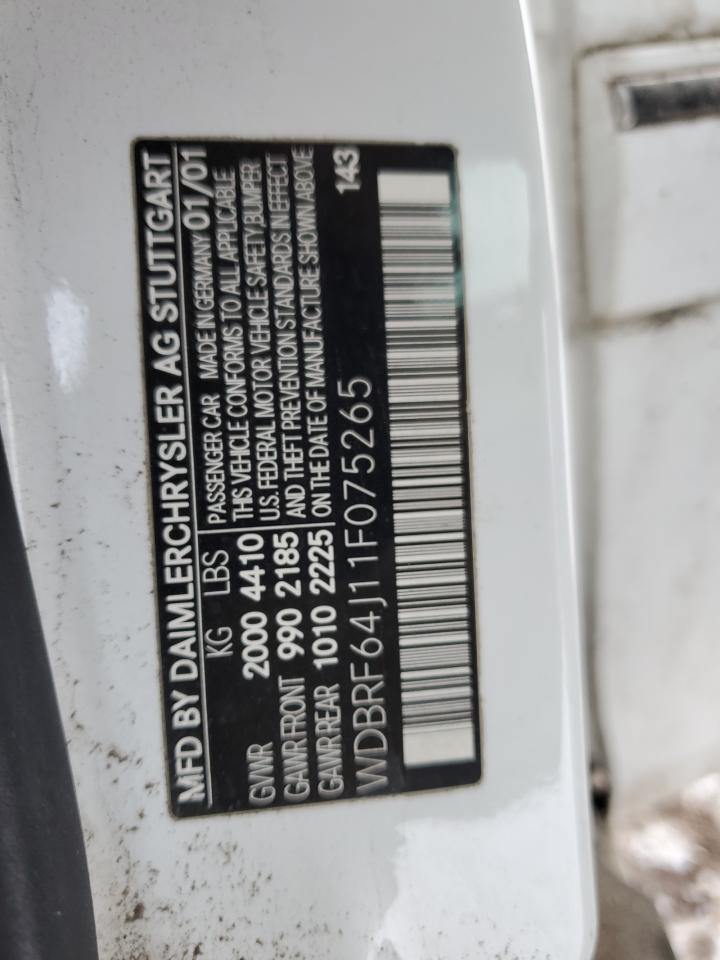 MFD BY DAIMLERCHRYSLER AG STUTTGART
KG LBS PASSENGER CAR MADE IN GERMANY 01/01
GVWR 2000 4410 THIS VEHICLE CONFORMS TO ALL APPLICABLE
U.S. FEDERAL MOTOR VEHICLE SAFETY, BUMPER
GAWR FRONT 990 2185 AND THEFT PREVENTION STANDARDS IN EFFECT
GAWR REAR 1010 2225 ON THE DATE OF MANUFACTURE SHOWN ABOVE
WDBRF64J11F075265 143